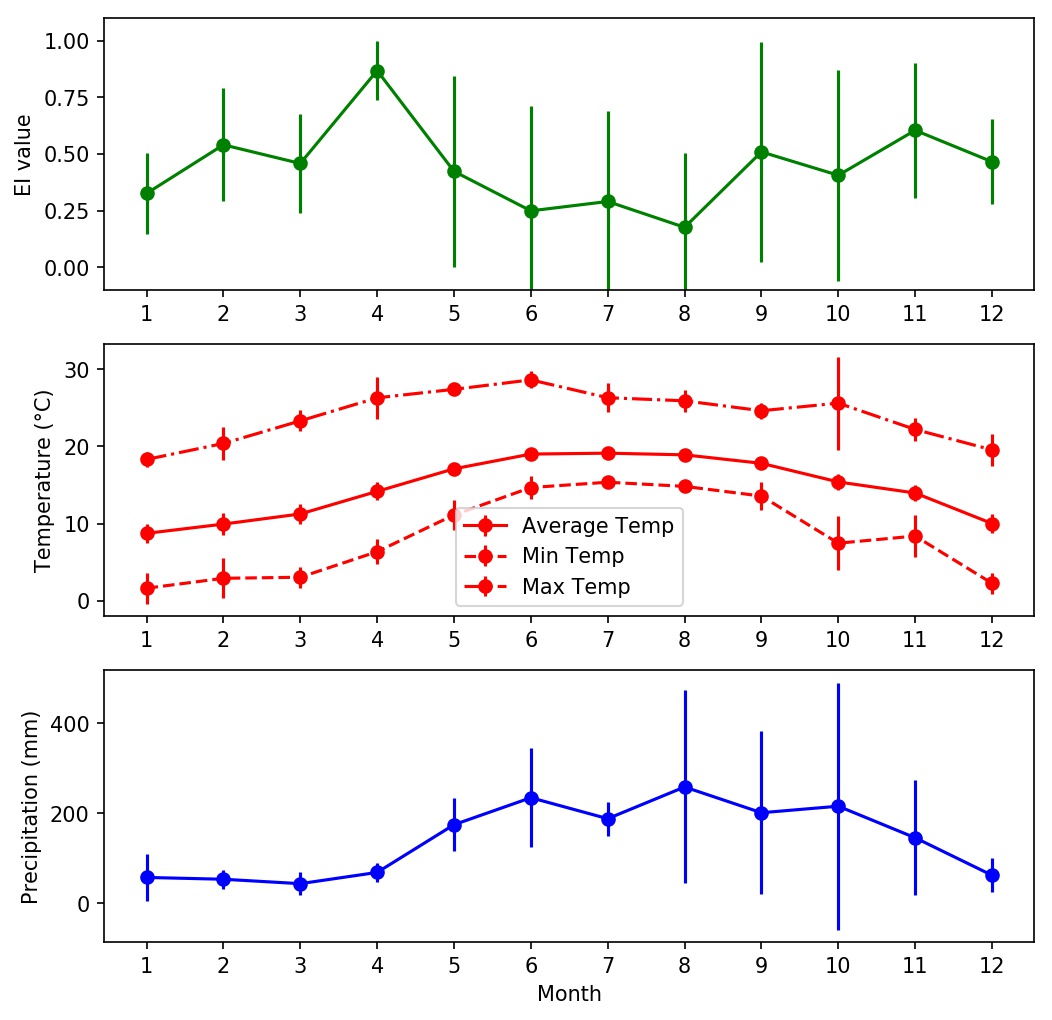 1.00
0.75
0.50
0.25
0.00
EI value
1 2 3 4 5 6 7 8 9 10 11 12
30
20
10
0
Temperature (°C)
Average Temp
Min Temp
Max Temp
1 2 3 4 5 6 7 8 9 10 11 12
400
200
0
Precipitation (mm)
1 2 3 4 5 6 7 8 9 10 11 12
Month